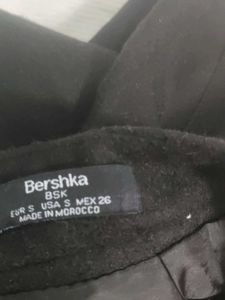 Bershka
BSK
EUR S USA S MEX 26
MADE IN MOROCCO